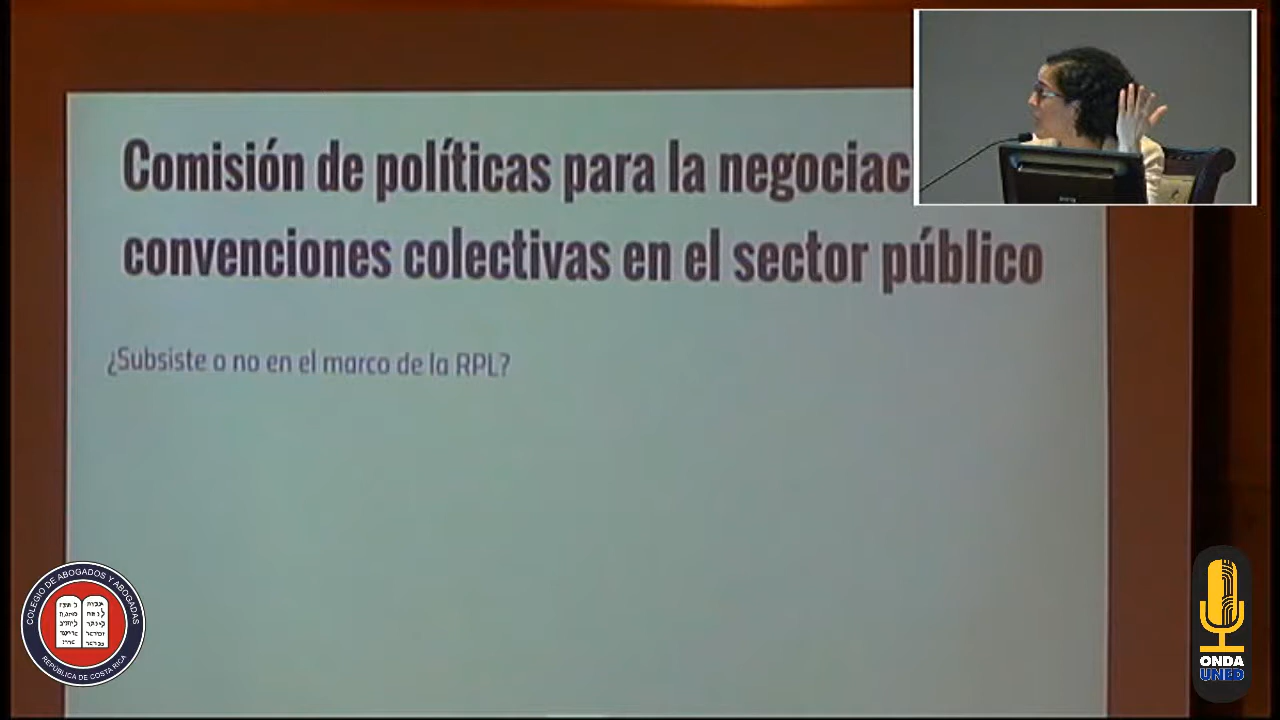 Comisión de políticas para la negociac
convenciones colectivas en el sector público
¿Subsiste o no en el marco de la RPL?
COLEGIO DE ABOGADOS Y ABOGADAS
REPÚBLICA DE COSTA RICA
ONDA
UNED